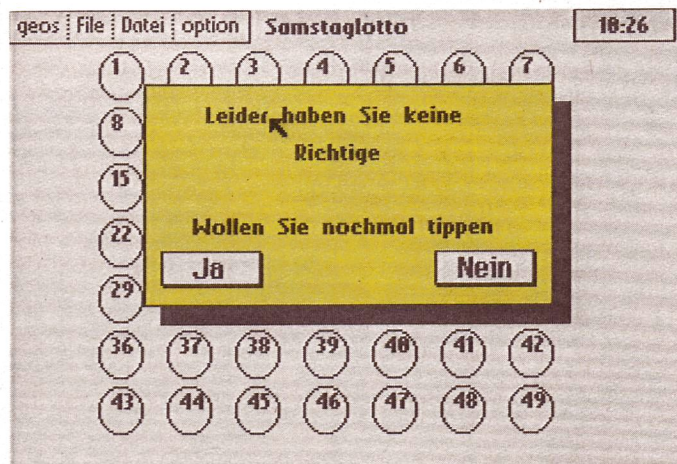 geos File Datei option Samstaglotto 10:26
1 2 3 4 5 6 7
8
Leider haben Sie keine
Richtige
15
22
Wollen Sie nochmal tippen
Ja Nein
29
36 37 38 39 40 41 42
43 44 45 46 47 48 49